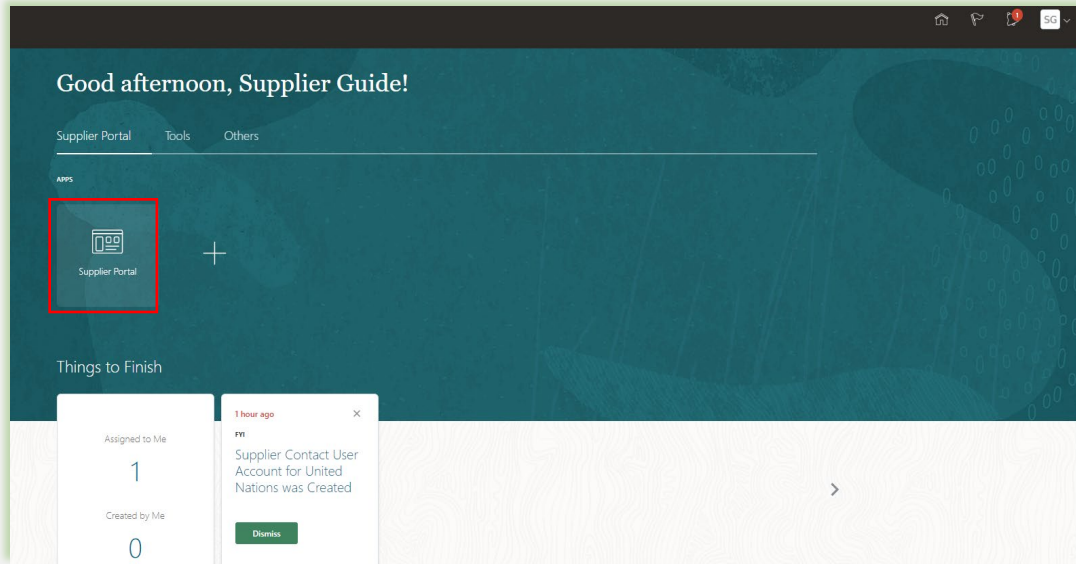 1
SG
Good afternoon, Supplier Guide!
Supplier Portal Tools Others
APPS
Supplier Portal
Things to Finish
Assigned to Me
1
Created by Me
0
1 hour ago
FYI
Supplier Contact User
Account for United
Nations was Created
Dismiss